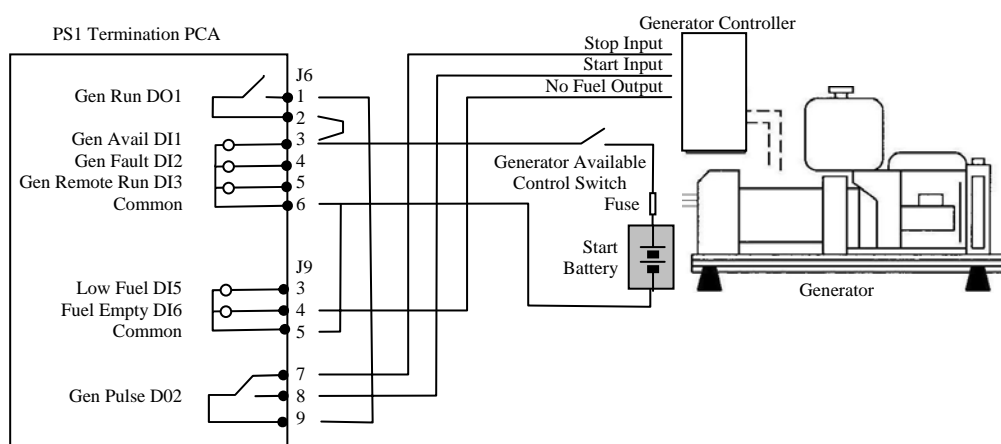 Generator Controller
PS1 Termination PCA
Stop Input
Start Input
No Fuel Output
J6
Gen Run DO1
1
2
Gen Avail DI1
3
Gen Fault DI2
4
Gen Remote Run DI3
5
Common
6
Generator Available
Control Switch
Fuse
Start
Battery
Generator
J9
Low Fuel DI5
3
Fuel Empty DI6
4
Common
5
7
Gen Pulse D02
8
9